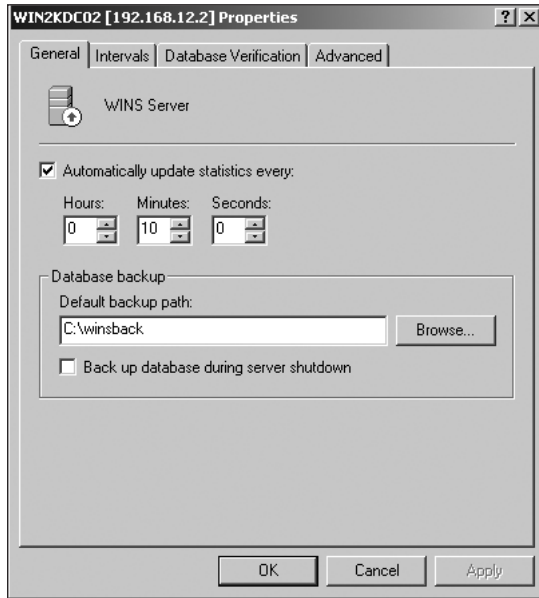 WIN2KDC02 [192.168.12.2] Properties ? X
General Intervals Database Verification Advanced
WINS Server
Automatically update statistics every:
Hours: Minutes: Seconds:
0 10 0
Database backup
Default backup path:
C:\winsback Browse...
Back up database during server shutdown
OK Cancel Apply